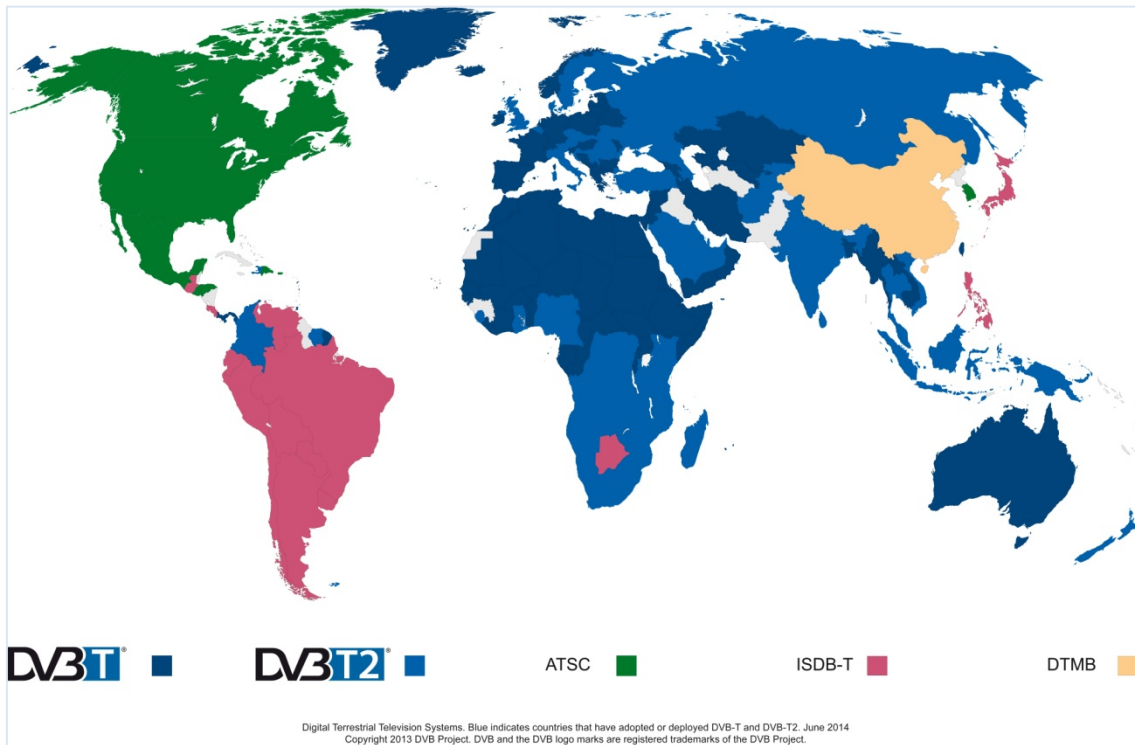 DVB T®
DVB T2®
ATSC
ISDB-T
DTMB
Digital Terrestrial Television Systems. Blue indicates countries that have adopted or deployed DVB-T and DVB-T2. June 2014
Copyright 2013 DVB Project. DVB and the DVB logo marks are registered trademarks of the DVB Project.